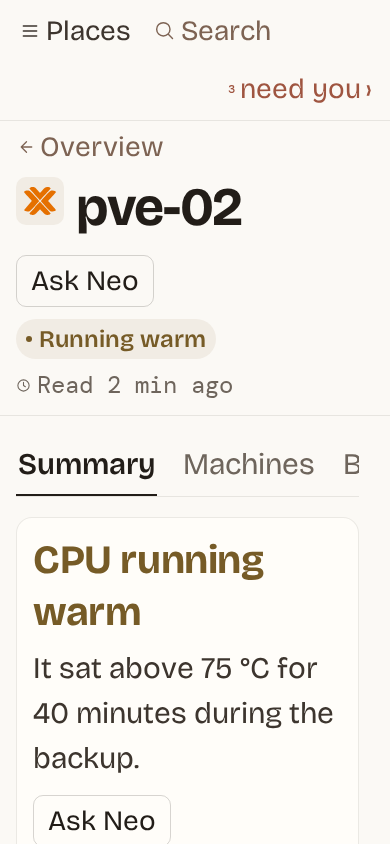 Places
Search
3 need you ›
← Overview
pve-02
Ask Neo
• Running warm
Read 2 min ago
Summary
Machines
B
CPU running
warm
It sat above 75 °C for
40 minutes during the
backup.
Ask Neo